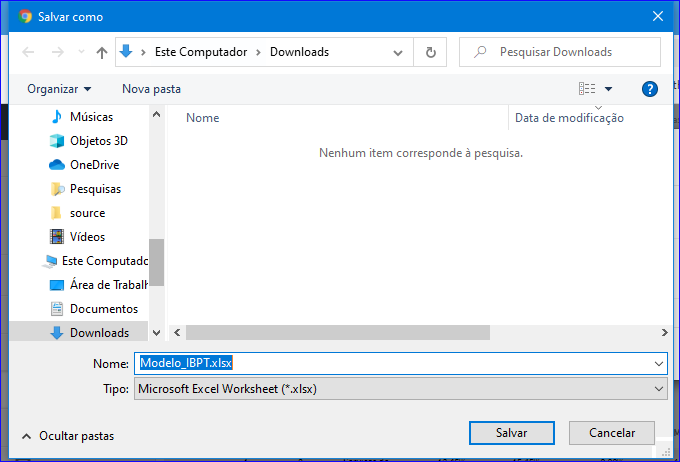 Salvar como
Este Computador > Downloads
Pesquisar Downloads
Organizar
Nova pasta
Músicas
Objetos 3D
OneDrive
Pesquisas
source
Vídeos
Este Computado
Área de Trabalh
Documentos
Downloads
Nome
Data de modificação
Nenhum item corresponde à pesquisa.
Nome: Modelo_IBPT.xlsx
Tipo: Microsoft Excel Worksheet (*.xlsx)
Ocultar pastas
Salvar
Cancelar